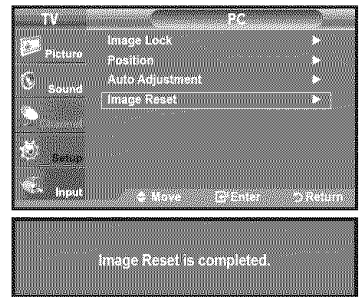 TV
PC
Picture
Sound
Channel
Setup
Input
Image Lock
Position
Auto Adjustment
Image Reset
Move
Enter
Return
Image Reset is completed.